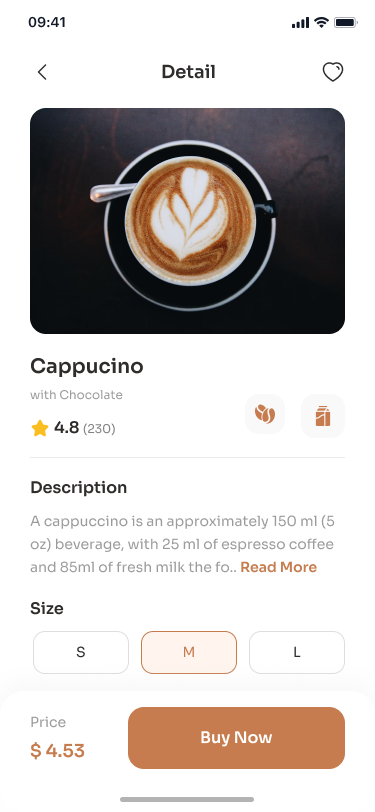 09:41
Detail
Cappucino
with Chocolate
4.8 (230)
Description
A cappuccino is an approximately 150 ml (5
oz) beverage, with 25 ml of espresso coffee
and 85ml of fresh milk the fo.. Read More
Size
S
M
L
Price
$ 4.53
Buy Now